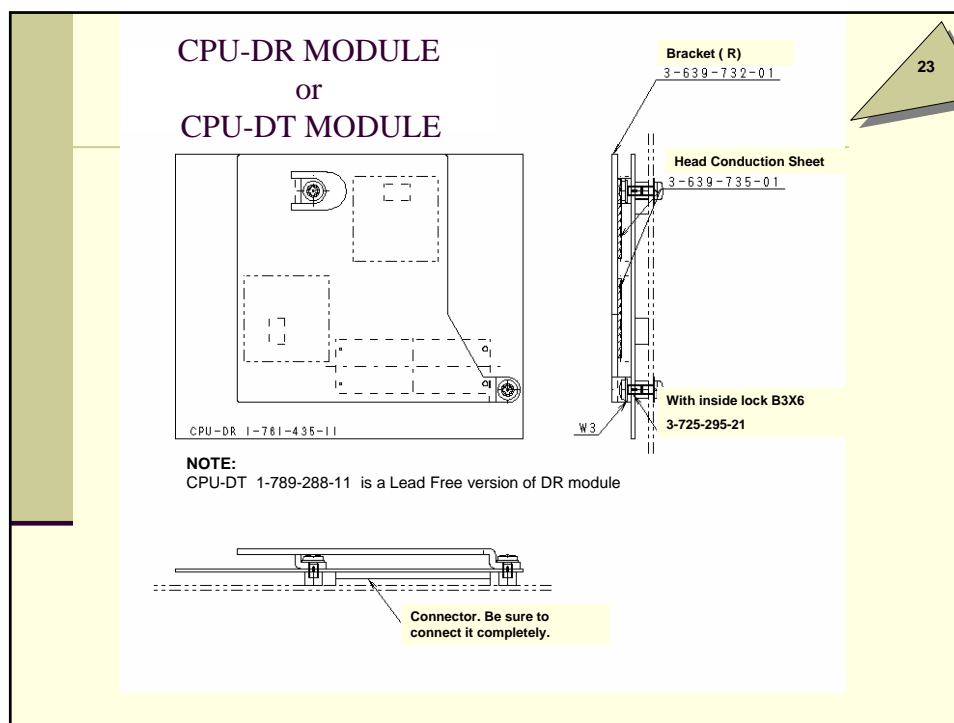 CPU-DR MODULE
or
CPU-DT MODULE
23
Bracket ( R)
3-639-732-01
Head Conduction Sheet
3-639-735-01
With inside lock B3X6
3-725-295-21
W3
CPU-DR 1-761-435-11
NOTE:
CPU-DT 1-789-288-11 is a Lead Free version of DR module
Connector. Be sure to
connect it completely.